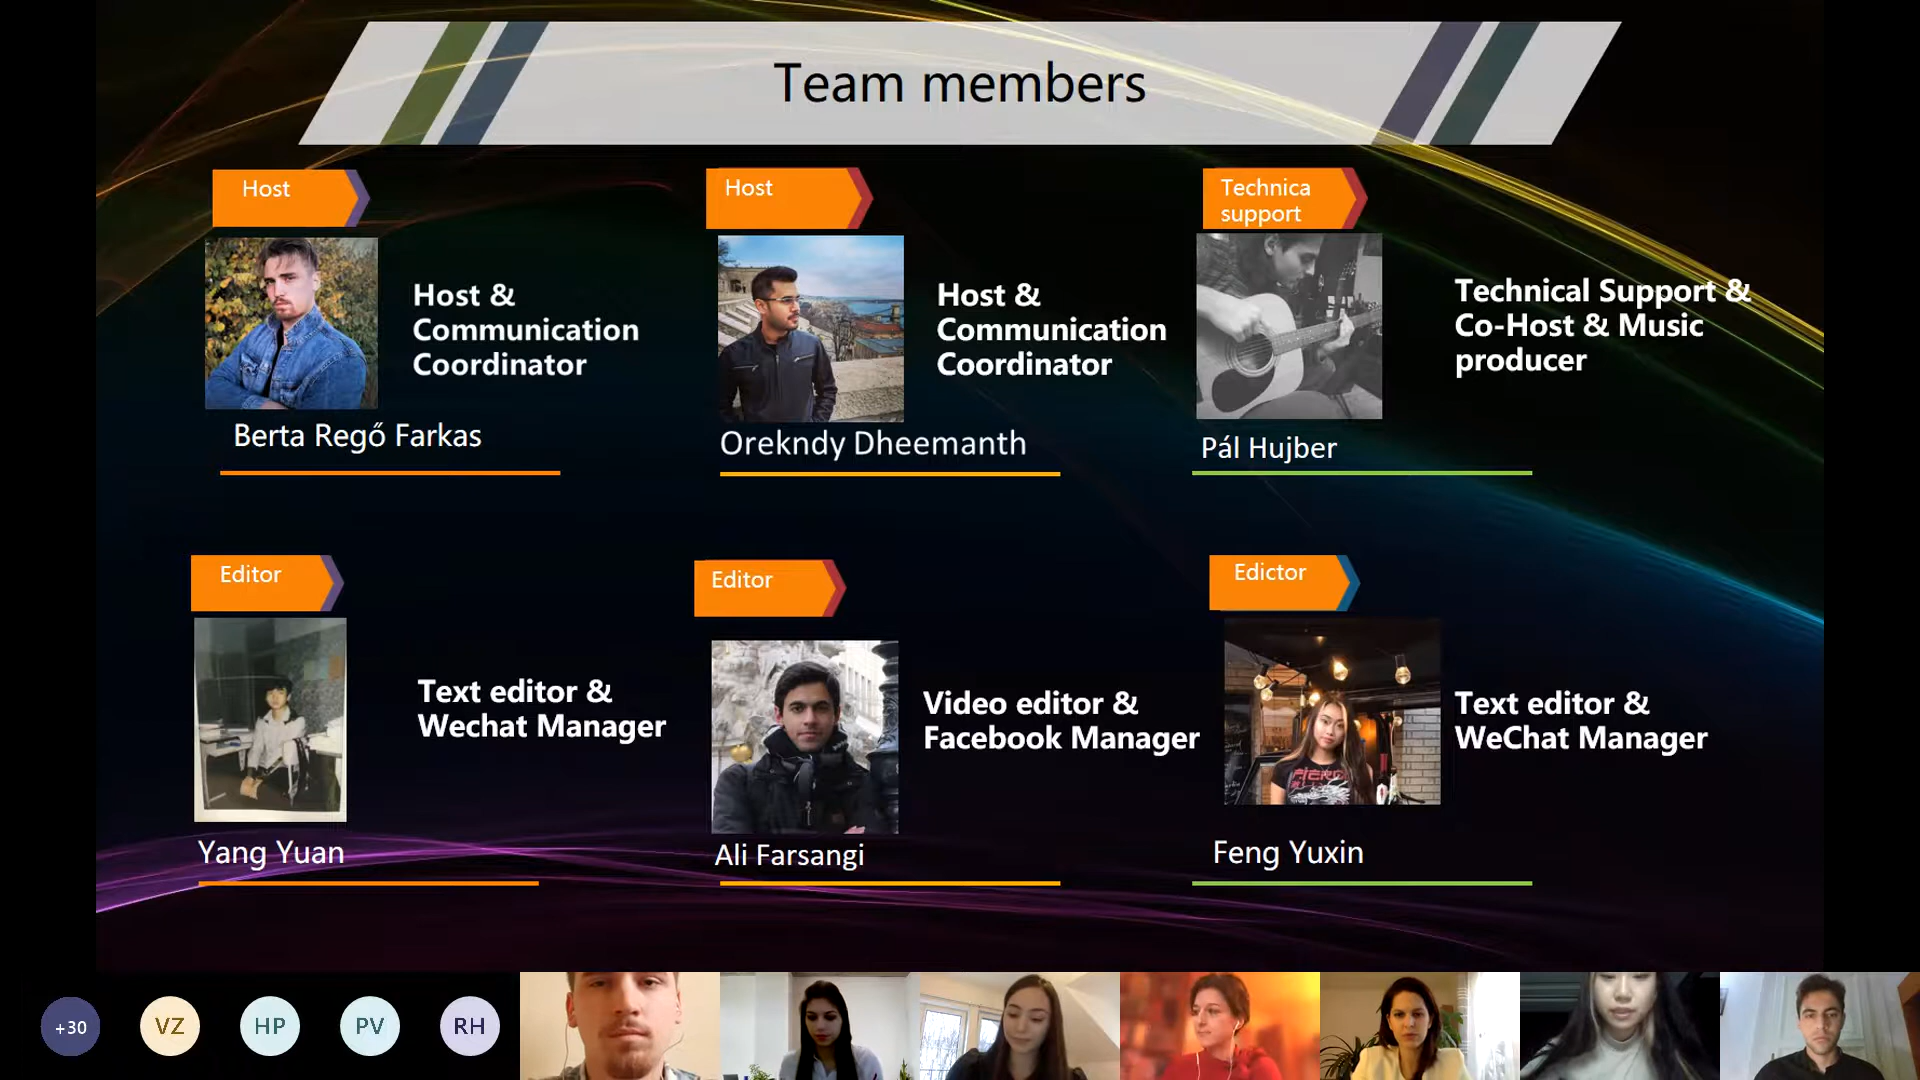 Team members
Host
Host
Technica
support
Host &
Communication
Coordinator
Host &
Communication
Coordinator
Technical Support &
Co-Host & Music
producer
Berta Regő Farkas
Orekndy Dheemanth
Pál Hujber
Editor
Editor
Edictor
Text editor &
Wechat Manager
Video editor &
Facebook Manager
Text editor &
WeChat Manager
Yang Yuan
Ali Farsangi
Feng Yuxin
+30
VZ
HP
PV
RH